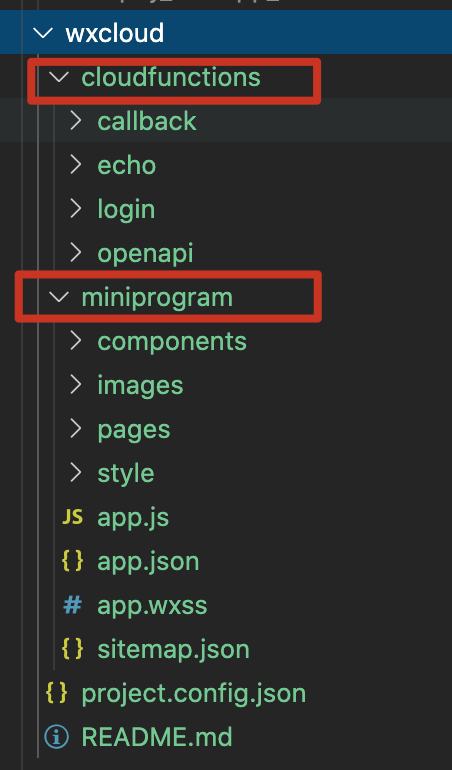 wxcloud
cloudfunctions
callback
echo
login
openapi
miniprogram
components
images
pages
style
JS app.js
{} app.json
# app.wxss
{} sitemap.json
{} project.config.json
README.md